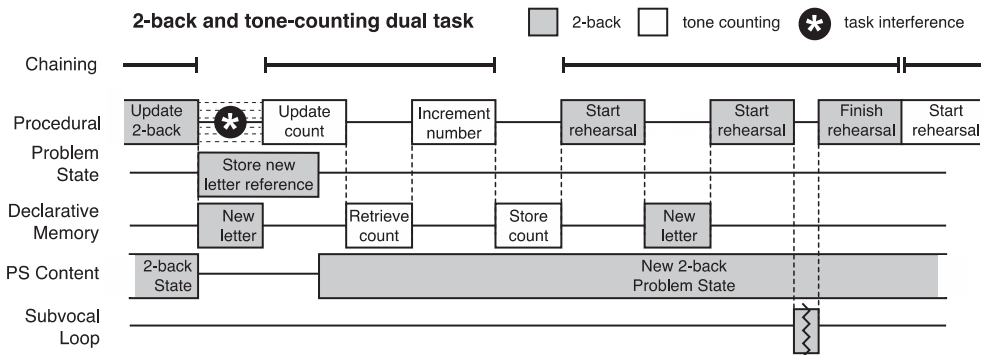 2-back and tone-counting dual task
2-back
tone counting
* task interference
Chaining
Procedural
Update
2-back
*
Update
count
Increment
number
Start
rehearsal
Start
rehearsal
Finish
rehearsal
Start
rehearsal
Problem
State
Store new
letter reference
Declarative
Memory
New
letter
Retrieve
count
Store
count
New
letter
PS Content
2-back
State
New 2-back
Problem State
Subvocal
Loop